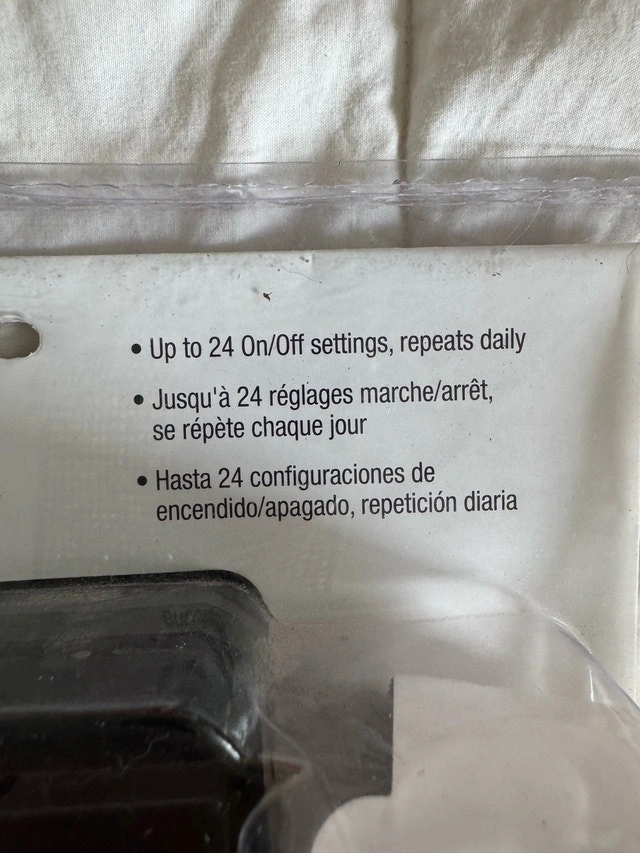 • Up to 24 On/Off settings, repeats daily
• Jusqu'à 24 réglages marche/arrêt,
se répète chaque jour
• Hasta 24 configuraciones de
encendido/apagado, repetición diaria